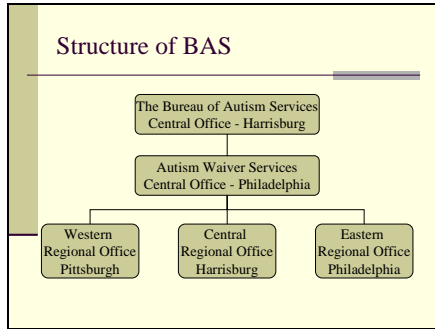 Structure of BAS
The Bureau of Autism Services
Central Office - Harrisburg
Autism Waiver Services
Central Office - Philadelphia
Western
Regional Office
Pittsburgh
Central
Regional Office
Harrisburg
Eastern
Regional Office
Philadelphia